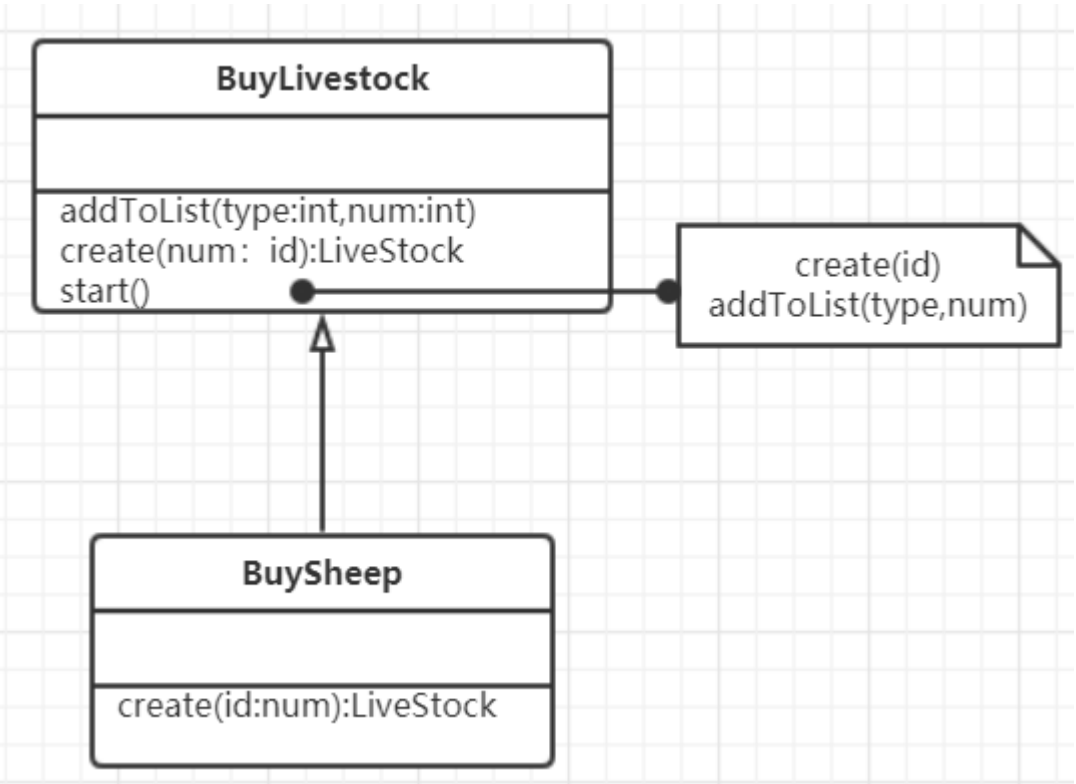 BuyLivestock
addToList(type:int,num:int)
create(num： id):LiveStock
start()
create(id)
addToList(type,num)
BuySheep
create(id:num):LiveStock